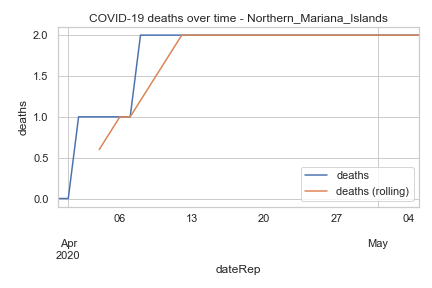 COVID-19 deaths over time - Northern_Mariana_Islands
deaths
2.0
1.5
1.0
0.5
0.0
deaths
deaths (rolling)
06 13 20 27 04
Apr May
2020
dateRep